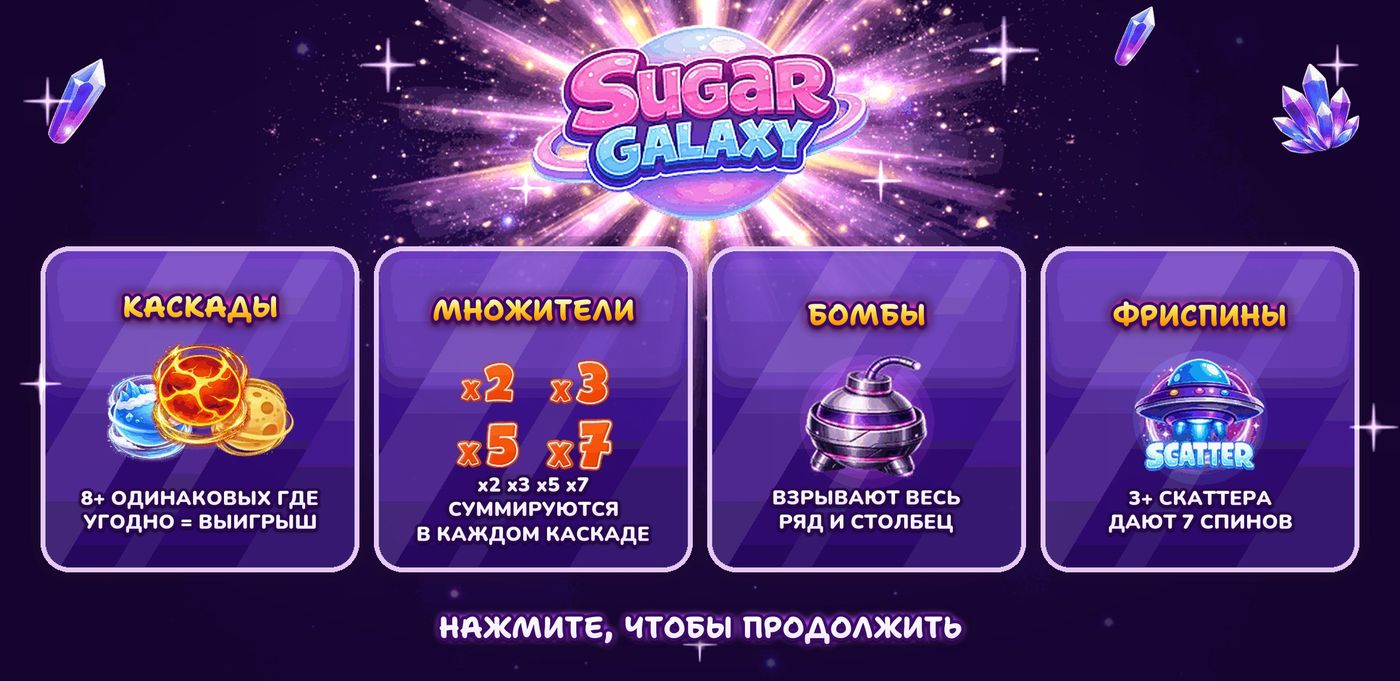 SUGAR
GALAXY
КАСКАДЫ
8+ ОДИНАКОВЫХ ГДЕ
УГОДНО = ВЫИГРЫШ
МНОЖИТЕЛИ
x2 x3
x5 x7
x2 x3 x5 x7
СУММИРУЮТСЯ
В КАЖДОМ КАСКАДЕ
БОМБЫ
ВЗРЫВАЮТ ВЕСЬ
РЯД И СТОЛБЕЦ
ФРИСПИНЫ
SCATTER
3+ СКАТТЕРА
ДАЮТ 7 СПИНОВ
НАЖМИТЕ, ЧТОБЫ ПРОДОЛЖИТЬ